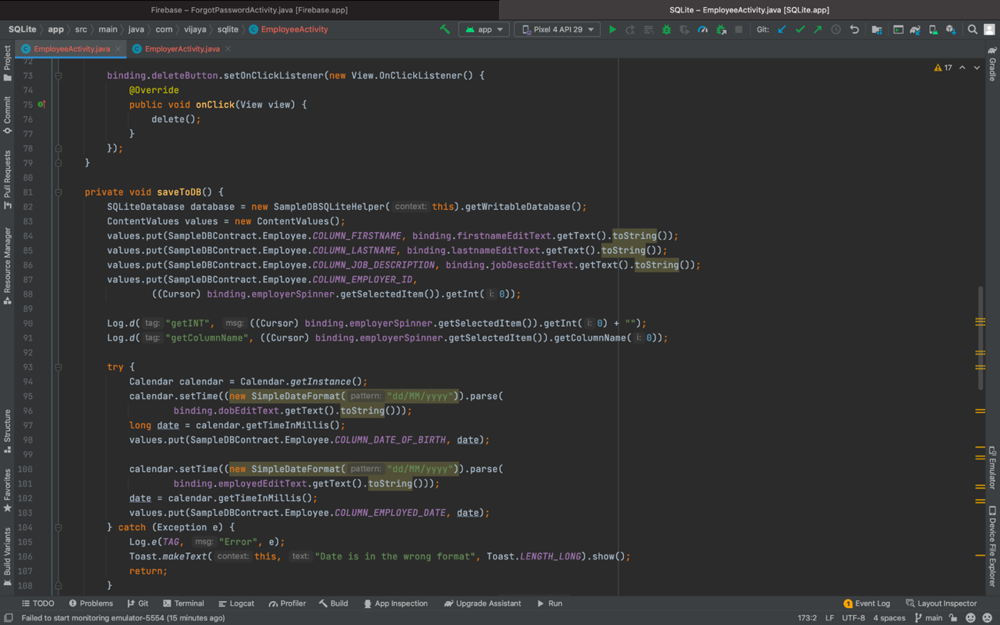 Firebase – ForgotPasswordActivity.java [Firebase.app]
SQLite – EmployeeActivity.java [SQLite.app]
SQLite app src main java com vijaya sqlite EmployeeActivity
app Pixel 4 API 29 Git:
EmployeeActivity.java EmployerActivity.java
Project
Commit
Pull Requests
Resource Manager
Structure
Favorites
Build Variants
17
72
73 binding.deleteButton.setOnClickListener(new View.OnClickListener() {
74 @Override
75 public void onClick(View view) {
76 delete();
77 }
78 });
79 }
80
81 private void saveToDB() {
82 SQLiteDatabase database = new SampleDBSQLiteHelper( context: this).getWritableDatabase();
83 ContentValues values = new ContentValues();
84 values.put(SampleDBContract.Employee.COLUMN_FIRSTNAME, binding.firstnameEditText.getText().toString());
85 values.put(SampleDBContract.Employee.COLUMN_LASTNAME, binding.lastnameEditText.getText().toString());
86 values.put(SampleDBContract.Employee.COLUMN_JOB_DESCRIPTION, binding.jobDescEditText.getText().toString());
87 values.put(SampleDBContract.Employee.COLUMN_EMPLOYER_ID,
88 ((Cursor) binding.employerSpinner.getSelectedItem()).getInt( i: 0));
89
90 Log.d( tag: "getINT", msg: ((Cursor) binding.employerSpinner.getSelectedItem()).getInt( i: 0) + "");
91 Log.d( tag: "getColumnName", ((Cursor) binding.employerSpinner.getSelectedItem()).getColumnName( i: 0));
92
93 try {
94 Calendar calendar = Calendar.getInstance();
95 calendar.setTime((new SimpleDateFormat( pattern: "dd/MM/yyyy")).parse(
96 binding.dobEditText.getText().toString()));
97 long date = calendar.getTimeInMillis();
98 values.put(SampleDBContract.Employee.COLUMN_DATE_OF_BIRTH, date);
99
100 calendar.setTime((new SimpleDateFormat( pattern: "dd/MM/yyyy")).parse(
101 binding.employedEditText.getText().toString()));
102 date = calendar.getTimeInMillis();
103 values.put(SampleDBContract.Employee.COLUMN_EMPLOYED_DATE, date);
104 } catch (Exception e) {
105 Log.e(TAG, msg: "Error", e);
106 Toast.makeText( context: this, text: "Date is in the wrong format", Toast.LENGTH_LONG).show();
107 return;
108 }
Gradle
Emulator
Device File Explorer
TODO Problems Git Terminal Logcat Profiler Build App Inspection Upgrade Assistant Run 1 Event Log Layout Inspector
Failed to start monitoring emulator-5554 (15 minutes ago) 173:2 LF UTF-8 4 spaces main